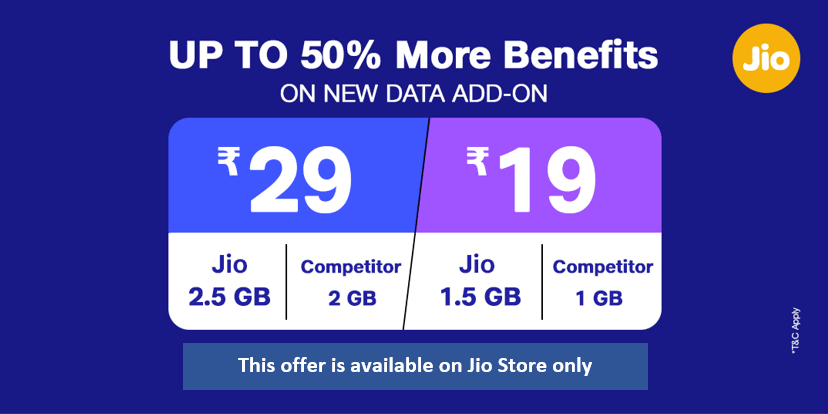 UP TO 50% More Benefits
Jio
ON NEW DATA ADD-ON
₹29
₹19
Jio
2.5 GB
Competitor
2 GB
Jio
1.5 GB
Competitor
1 GB
*T&C Apply
This offer is available on Jio Store only